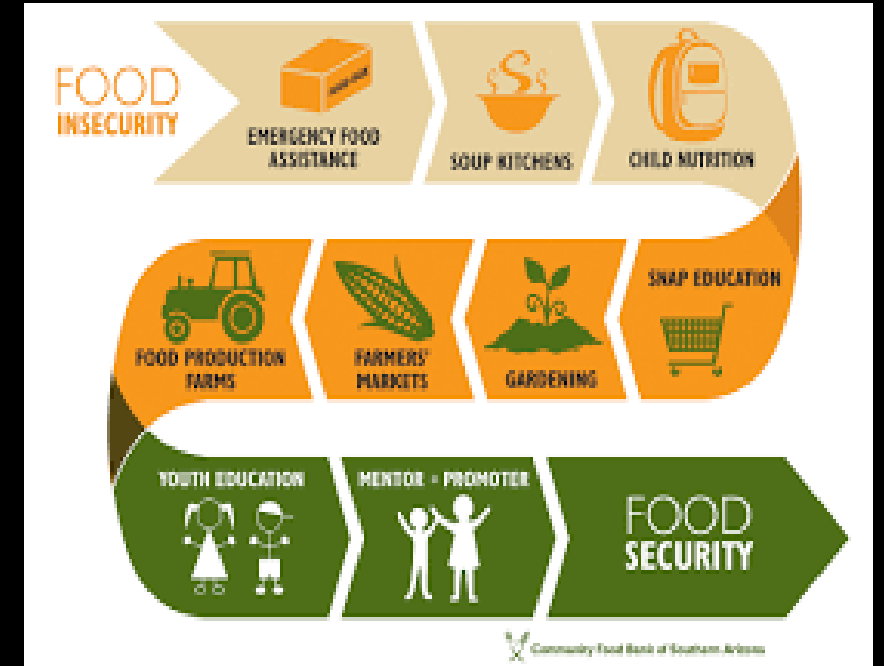 FOOD
INSECURITY
EMERGENCY FOOD
ASSISTANCE
SOUP KITCHENS
CHILD NUTRITION
SNAP EDUCATION
GARDENING
FARMERS'
MARKETS
FOOD PRODUCTION
FARMS
YOUTH EDUCATION
MENTOR - PROMOTER
FOOD
SECURITY
Community Food Bank of Southern Arizona